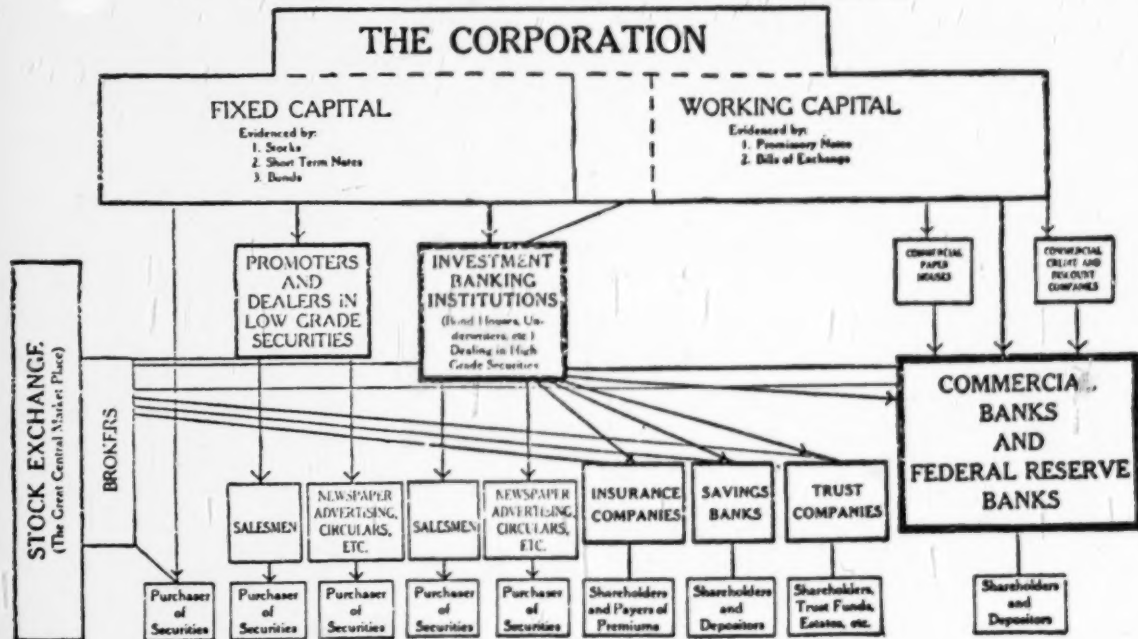 THE CORPORATION
FIXED CAPITAL
Evidenced by:
1. Stocks
2. Short Term Notes
3. Bonds
WORKING CAPITAL
Evidenced by:
1. Promissory Notes
2. Bills of Exchange
PROMOTERS
AND
DEALERS IN
LOW GRADE
SECURITIES
INVESTMENT
BANKING
INSTITUTIONS
(Bond Houses, Un-
derwriters, etc.)
Dealing in High
Grade Securities
COMMERCIAL
PAPER
HOUSES
COMMERCIAL
CREDIT AND
DISCOUNT
COMPANIES
STOCK EXCHANGE.
(The Great Central Market Place)
BROKERS
COMMERCIAL
BANKS
AND
FEDERAL RESERVE
BANKS
SALESMEN
NEWSPAPER
ADVERTISING,
CIRCULARS,
ETC.
SALESMEN
NEWSPAPER
ADVERTISING,
CIRCULARS,
ETC.
INSURANCE
COMPANIES
SAVINGS
BANKS
TRUST
COMPANIES
Purchaser
of
Securities
Purchaser
of
Securities
Purchaser
of
Securities
Purchaser
of
Securities
Purchaser
of
Securities
Shareholders
and Payers of
Premiums
Shareholders
and
Depositors
Shareholders,
Trust Funds,
Estates, etc.
Shareholders
and
Depositors